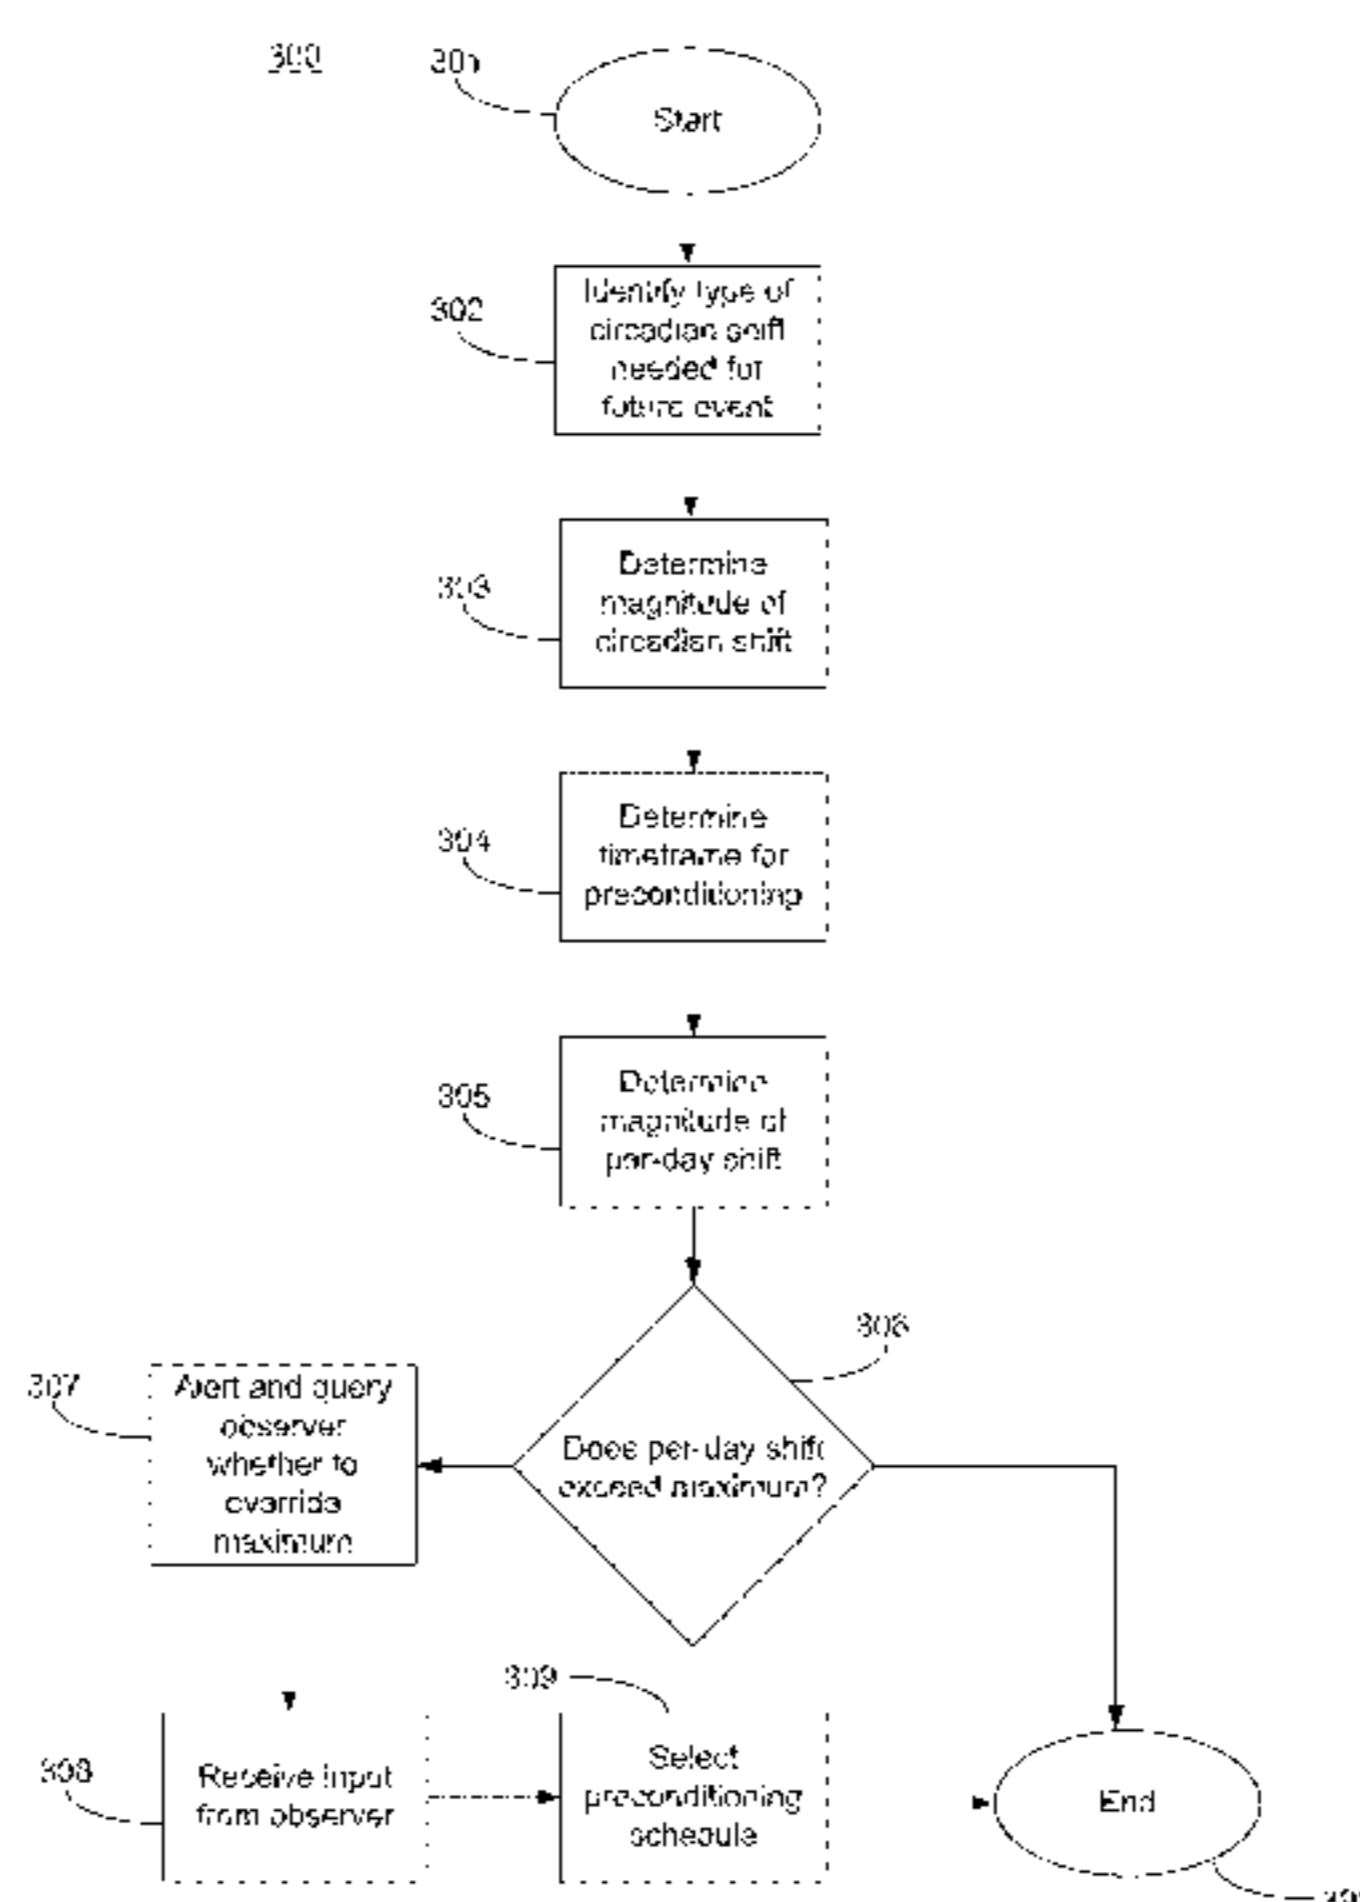 300
301
Start
302
Identify type of
circadian shift
needed for
future event
303
Determine
magnitude of
circadian shift
304
Determine
timeframe for
preconditioning
305
Determine
magnitude of
per-day shift
306
Does per-day shift
exceed maximum?
307
Alert and query
observer
whether to
override
maximum
308
Receive input
from observer
309
Select
preconditioning
schedule
End